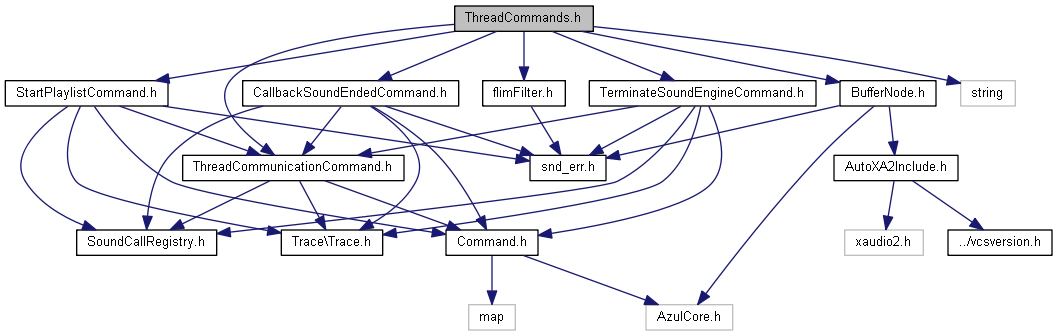 ThreadCommands.h
StartPlaylistCommand.h
CallbackSoundEndedCommand.h
flimFilter.h
TerminateSoundEngineCommand.h
BufferNode.h
string
ThreadCommunicationCommand.h
snd_err.h
AutoXA2Include.h
SoundCallRegistry.h
Trace\Trace.h
Command.h
xaudio2.h
../vcsversion.h
map
AzulCore.h